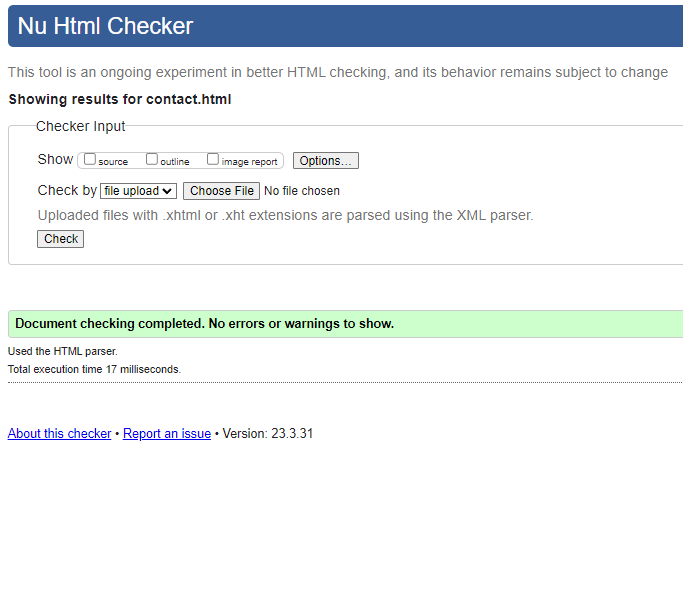 Nu Html Checker
This tool is an ongoing experiment in better HTML checking, and its behavior remains subject to change
Showing results for contact.html
Checker Input
Show source outline image report Options...
Check by file upload Choose File No file chosen
Uploaded files with .xhtml or .xht extensions are parsed using the XML parser.
Check
Document checking completed. No errors or warnings to show.
Used the HTML parser.
Total execution time 17 milliseconds.
About this checker • Report an issue • Version: 23.3.31